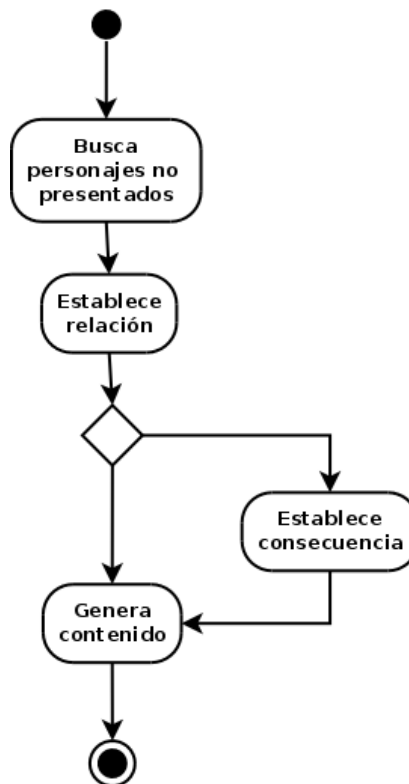 Busca
personajes no
presentados
Establece
relación
Establece
consecuencia
Genera
contenido